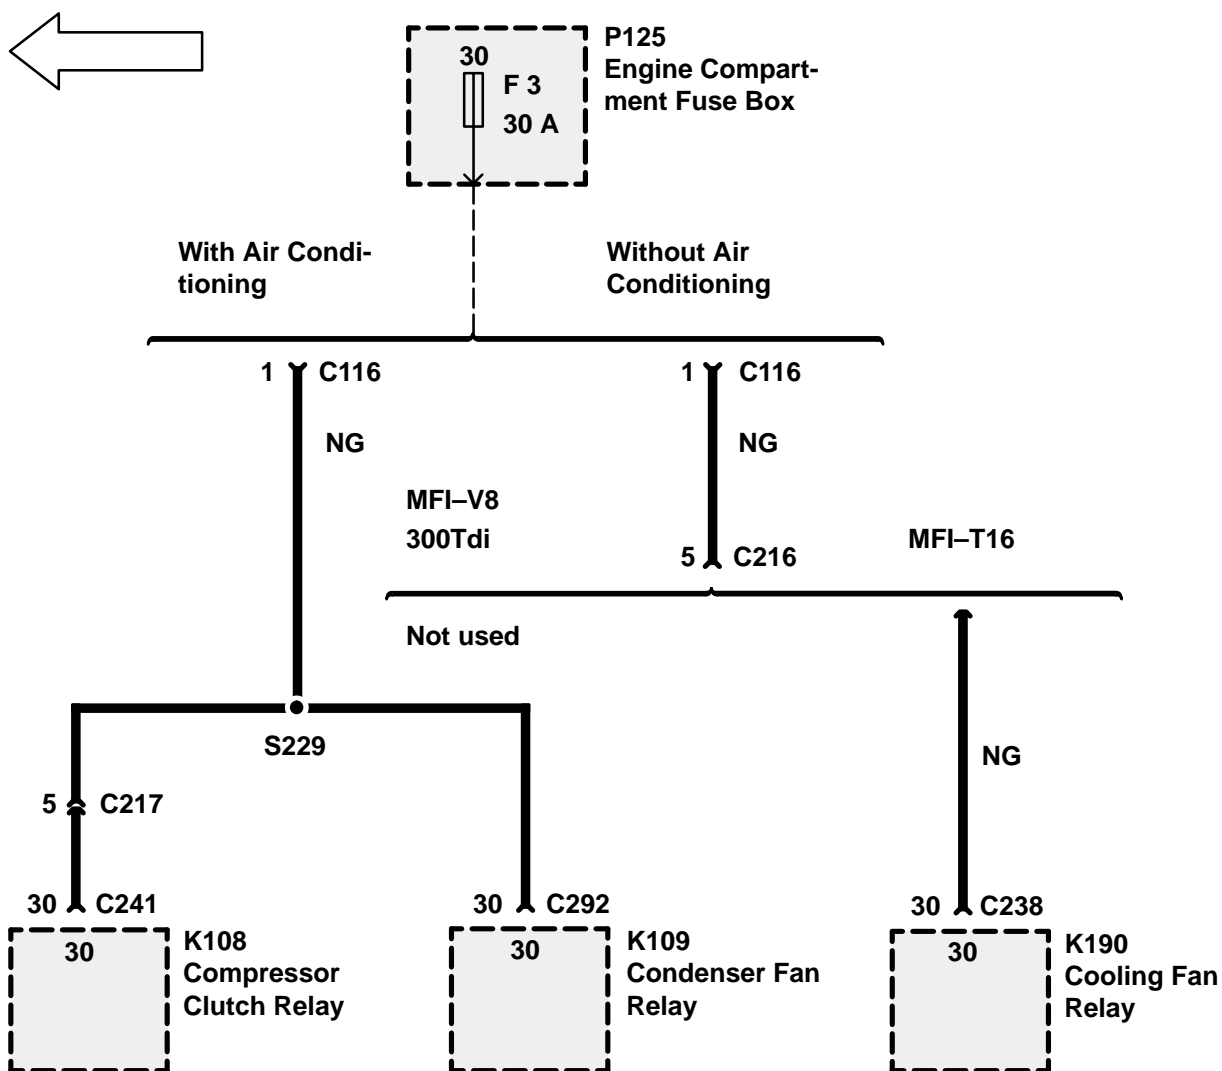 P125
Engine Compart-
ment Fuse Box
30
F 3
30 A
With Air Condi-
tioning
Without Air
Conditioning
1 C116
1 C116
NG
NG
MFI–V8
300Tdi
MFI–T16
5 C216
Not used
S229
NG
5 C217
30 C241
30 C292
30 C238
30
K108
Compressor
Clutch Relay
30
K109
Condenser Fan
Relay
30
K190
Cooling Fan
Relay